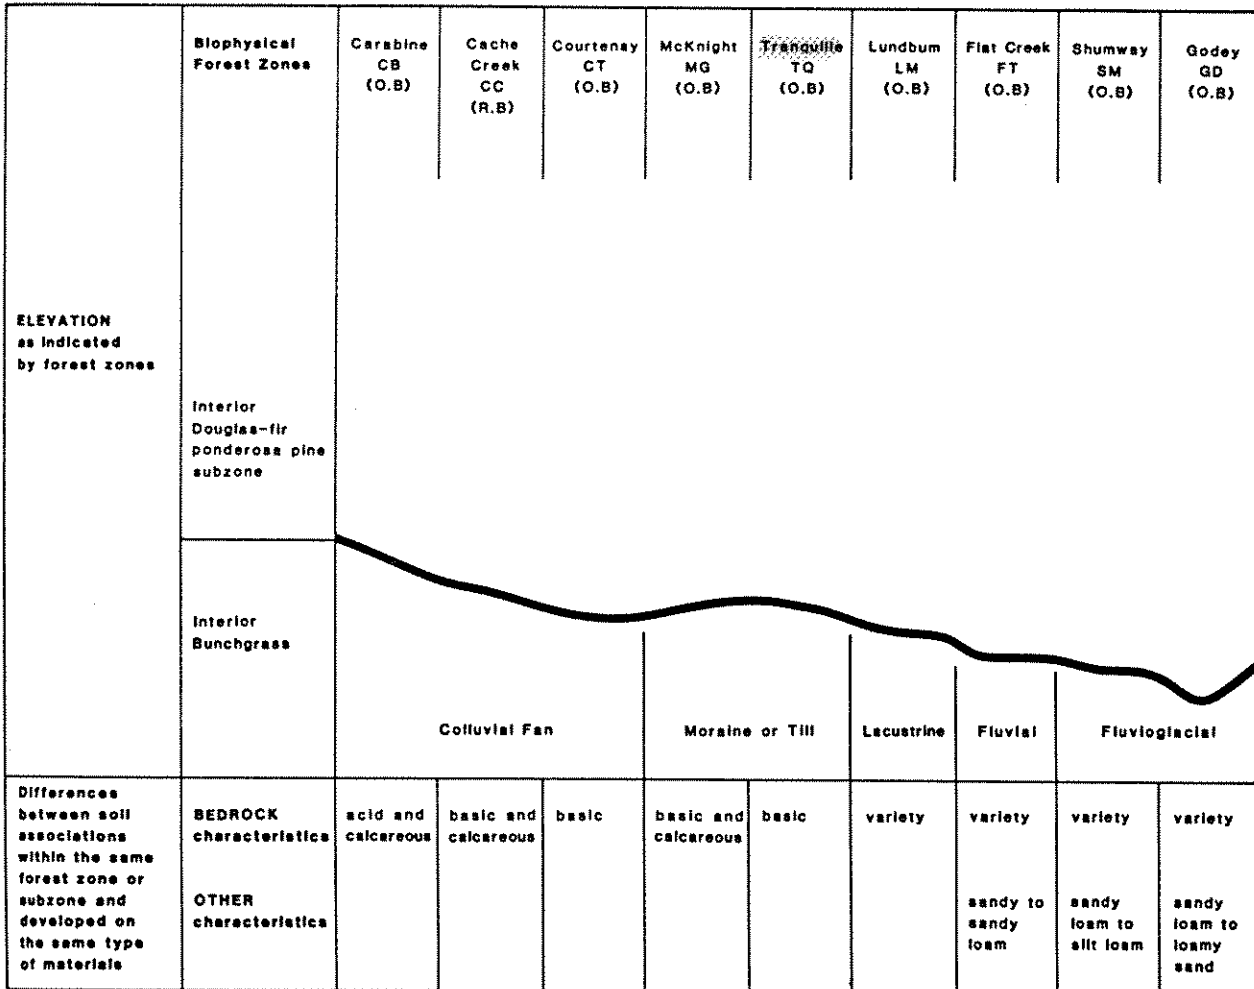 Biophysical
Forest Zones
Carabine
CB
(O.B)
Cache
Creek
CC
(R.B)
Courtenay
CT
(O.B)
McKnight
MG
(O.B)
Tranquille
TQ
(O.B)
Lundbum
LM
(O.B)
Flat Creek
FT
(O.B)
Shumway
SM
(O.B)
Godey
GD
(O.B)
ELEVATION
as indicated
by forest zones
Interior
Douglas-fir
ponderosa pine
subzone
Interior
Bunchgrass
Colluvial Fan
Moraine or Till
Lacustrine
Fluvial
Fluvioglacial
Differences
between soil
associations
within the same
forest zone or
subzone and
developed on
the same type
of materials
BEDROCK
characteristics
acid and
calcareous
basic and
calcareous
basic
basic and
calcareous
basic
variety
variety
variety
variety
OTHER
characteristics
sandy to
sandy
loam
sandy
loam to
silt loam
sandy
loam to
loamy
sand